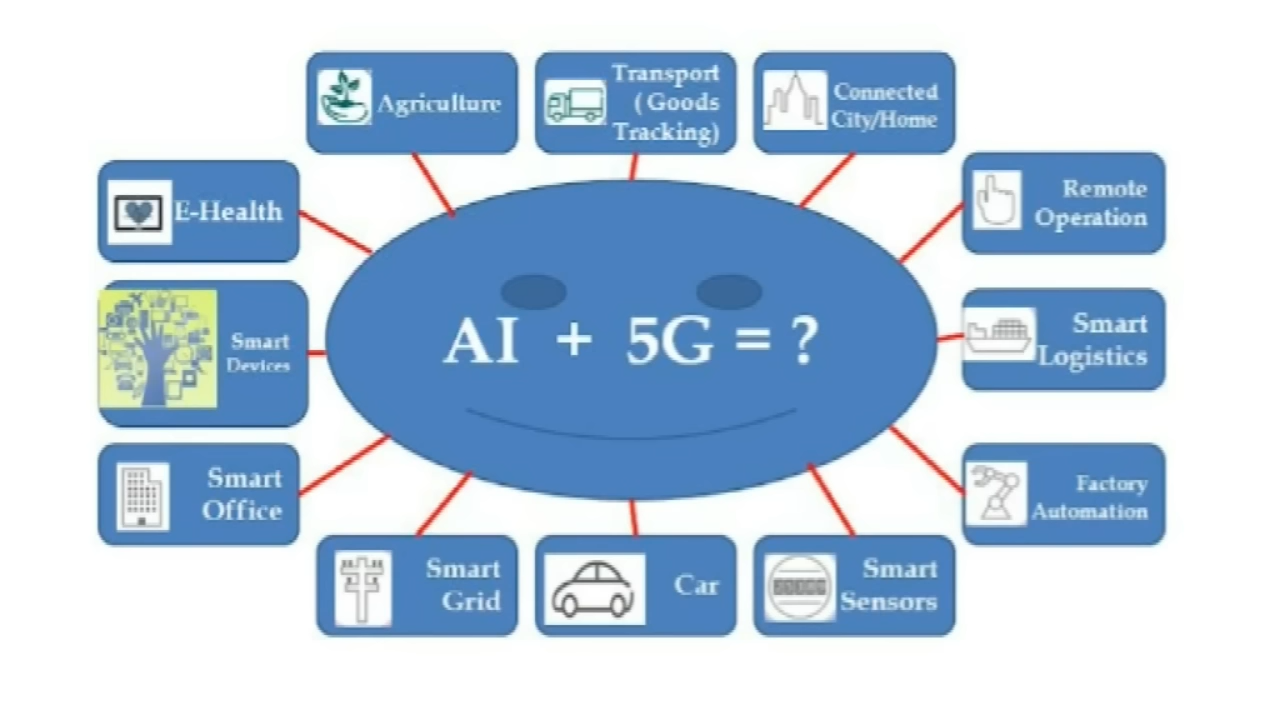 Agriculture
Transport
( Goods
Tracking)
Connected
City/Home
E-Health
Remote
Operation
AI + 5G = ?
Smart
Devices
Smart
Logistics
Smart
Office
Factory
Automation
Smart
Grid
Car
Smart
Sensors